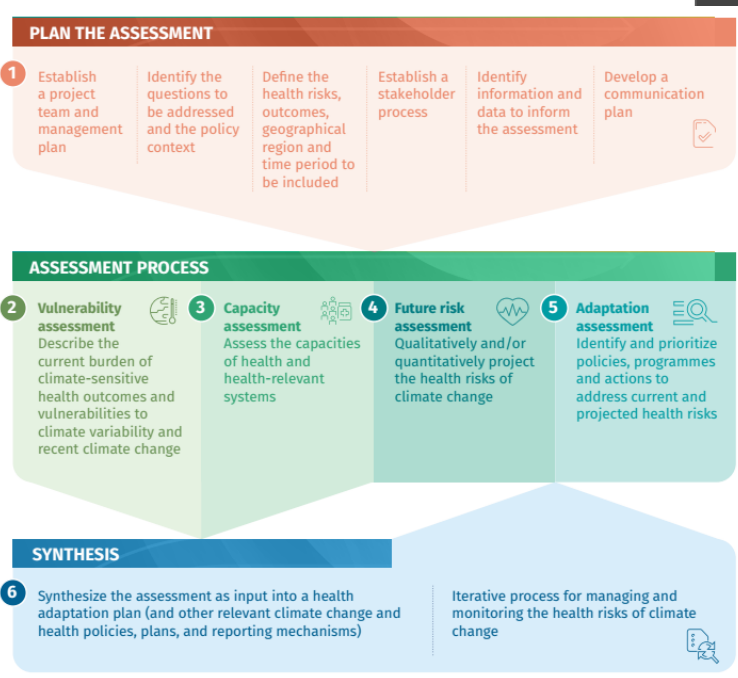 PLAN THE ASSESSMENT
1
Establish
a project
team and
management
plan
Identify the
questions to
be addressed
and the policy
context
Define the
health risks,
outcomes,
geographical
region and
time period to
be included
Establish a
stakeholder
process
Identify
information and
data to inform
the assessment
Develop a
communication
plan
ASSESSMENT PROCESS
2
Vulnerability
assessment
Describe the
current burden of
climate-sensitive
health outcomes and
vulnerabilities to
climate variability and
recent climate change
3
Capacity
assessment
Assess the capacities
of health and
health-relevant
systems
4
Future risk
assessment
Qualitatively and/or
quantitatively project
the health risks of
climate change
5
Adaptation
assessment
Identify and prioritize
policies, programmes
and actions to
address current and
projected health risks
SYNTHESIS
6
Synthesize the assessment as input into a health
adaptation plan (and other relevant climate change and
health policies, plans, and reporting mechanisms)
Iterative process for managing and
monitoring the health risks of climate
change